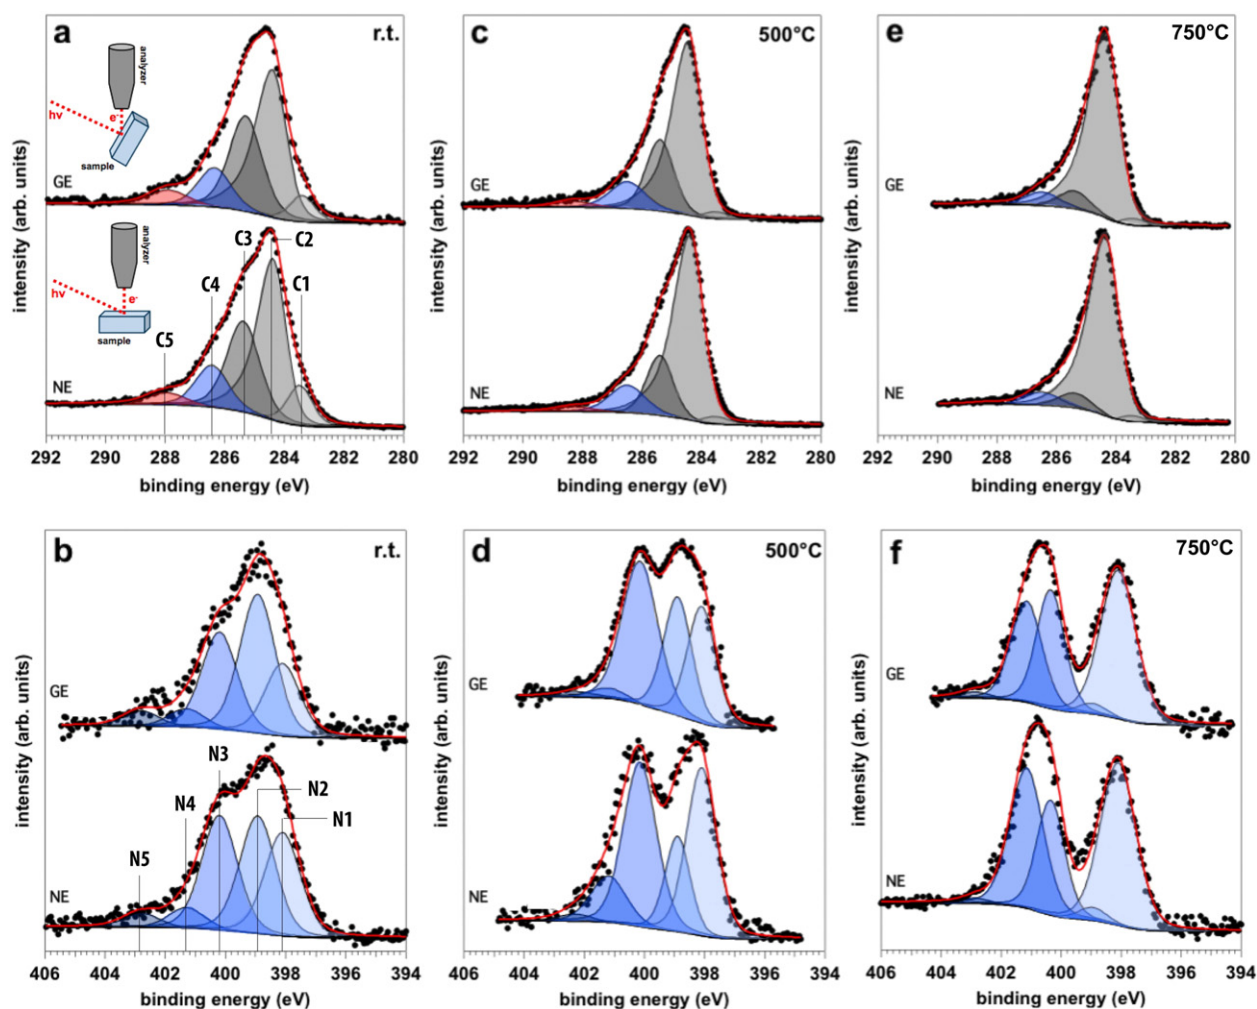 a
r.t.
analyzer
hν
e-
sample
GE
analyzer
hν
e-
sample
C3
C2
C4
C1
C5
NE
intensity (arb. units)
292 290 288 286 284 282 280
binding energy (eV)
c
500°C
GE
NE
intensity (arb. units)
292 290 288 286 284 282 280
binding energy (eV)
e
750°C
GE
NE
intensity (arb. units)
292 290 288 286 284 282 280
binding energy (eV)
b
r.t.
GE
N3
N2
N4
N1
N5
NE
intensity (arb. units)
406 404 402 400 398 396 394
binding energy (eV)
d
500°C
GE
NE
intensity (arb. units)
406 404 402 400 398 396 394
binding energy (eV)
f
750°C
GE
NE
intensity (arb. units)
406 404 402 400 398 396 394
binding energy (eV)